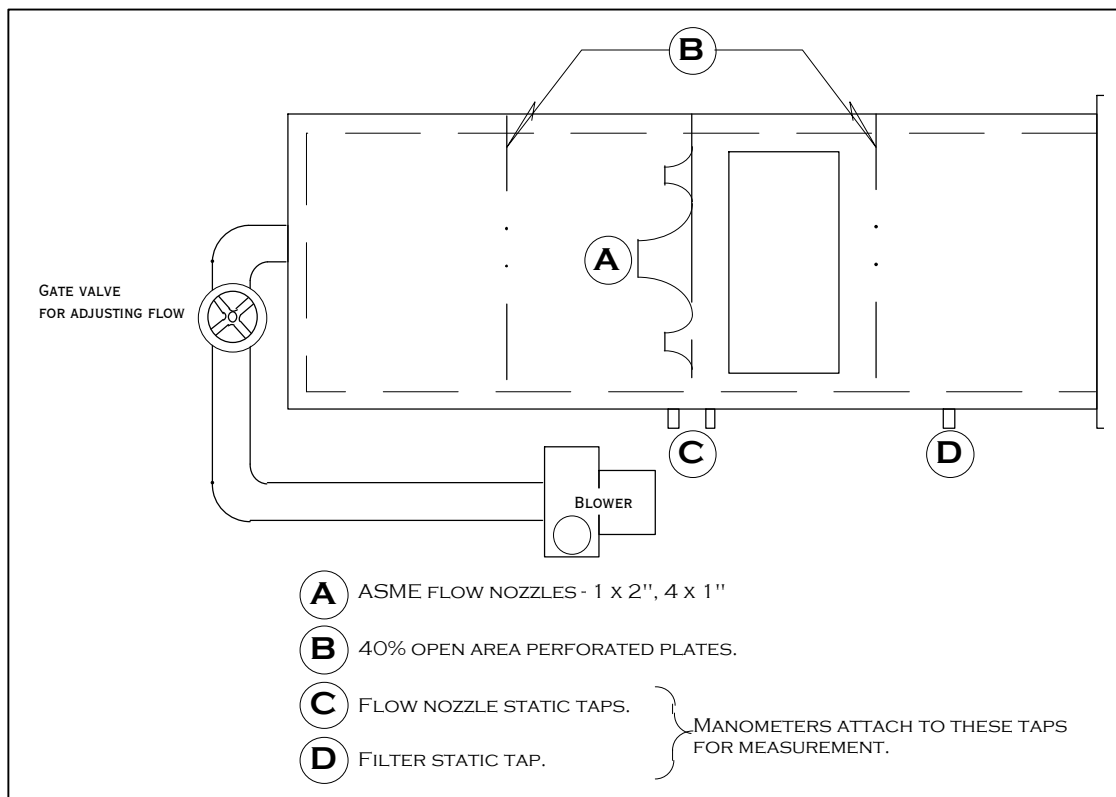 B
A
Gate valve
for adjusting flow
C
D
Blower
A ASME flow nozzles - 1 x 2", 4 x 1"
B 40% open area perforated plates.
C Flow nozzle static taps.
Manometers attach to these taps
for measurement.
D Filter static tap.